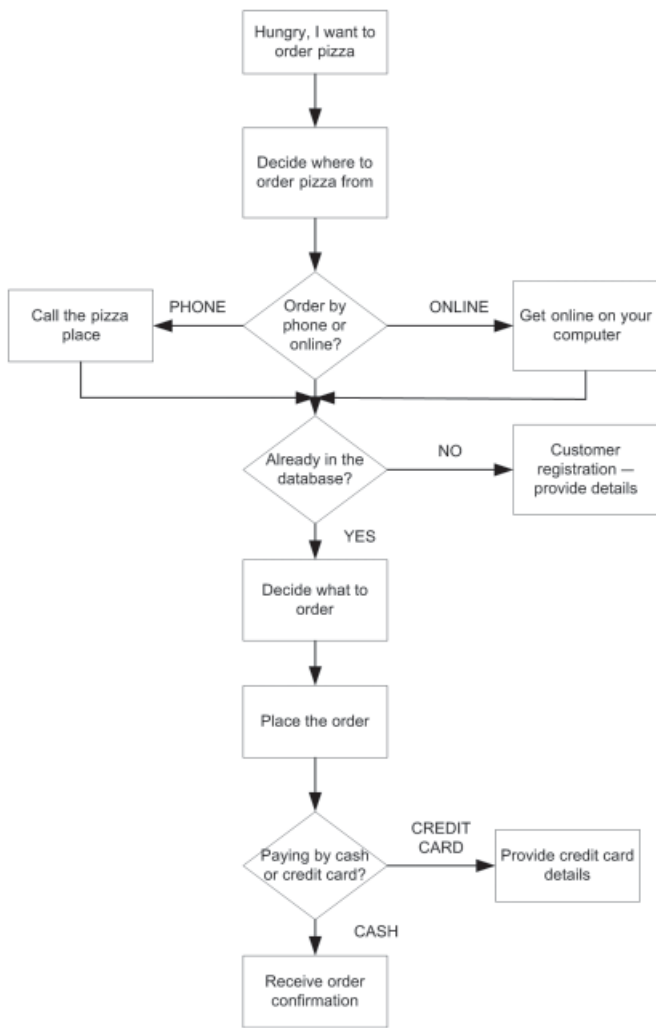 Hungry, I want to
order pizza
Decide where to
order pizza from
Call the pizza
place
PHONE
Order by
phone or
online?
ONLINE
Get online on your
computer
Already in the
database?
NO
Customer
registration —
provide details
YES
Decide what to
order
Place the order
Paying by cash
or credit card?
CREDIT
CARD
Provide credit card
details
CASH
Receive order
confirmation